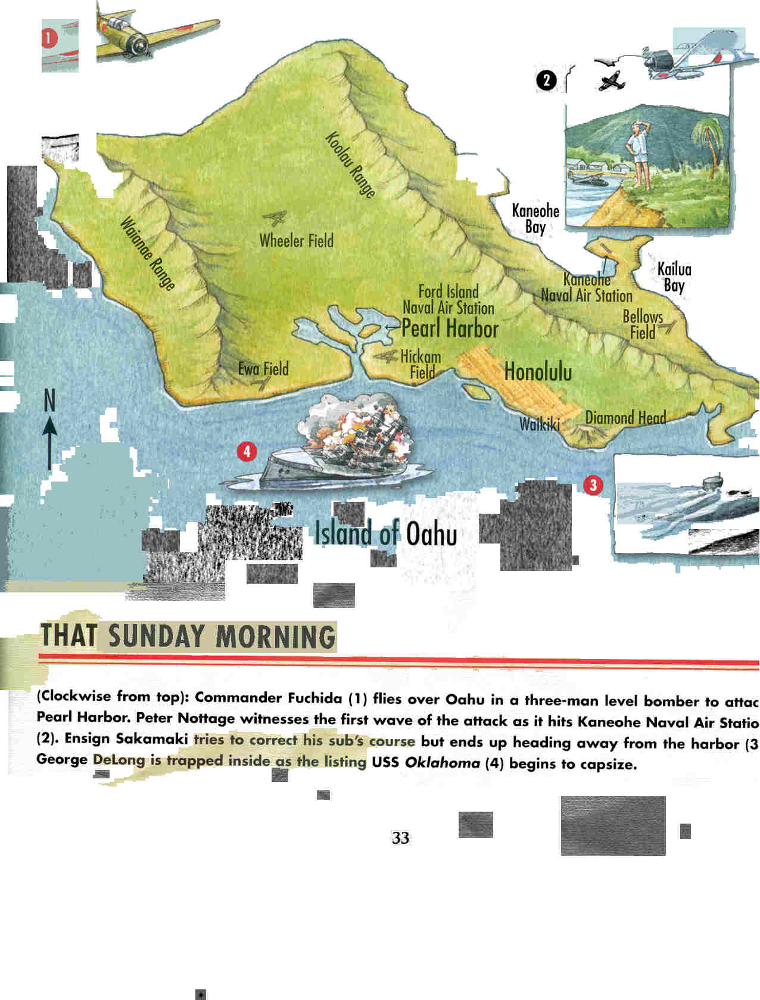 1
2
Koolau Range
Kaneohe
Bay
Waianae Range
Wheeler Field
Kailua
Bay
Kaneohe
Naval Air Station
Ford Island
Naval Air Station
Pearl Harbor
Bellows
Field
Hickam
Field
Ewa Field
Honolulu
N
Diamond Head
Waikiki
4
3
Island of Oahu
THAT SUNDAY MORNING
(Clockwise from top): Commander Fuchida (1) flies over Oahu in a three-man level bomber to attac
Pearl Harbor. Peter Nottage witnesses the first wave of the attack as it hits Kaneohe Naval Air Statio
(2). Ensign Sakamaki tries to correct his sub's course but ends up heading away from the harbor (3
George DeLong is trapped inside as the listing USS Oklahoma (4) begins to capsize.
33